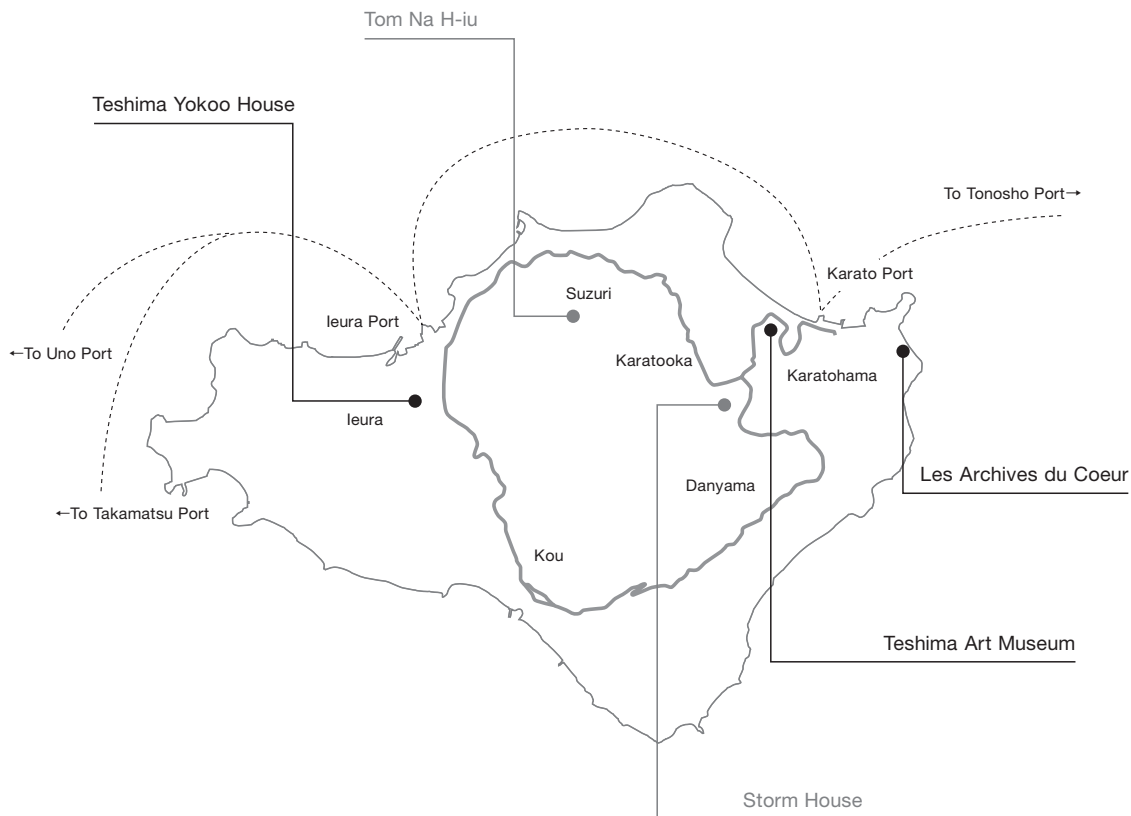 Tom Na H-iu
Teshima Yokoo House
To Tonosho Port→
Karato Port
Suzuri
Ieura Port
←To Uno Port
Karatooka
Karatohama
Ieura
Les Archives du Coeur
Danyama
←To Takamatsu Port
Kou
Teshima Art Museum
Storm House